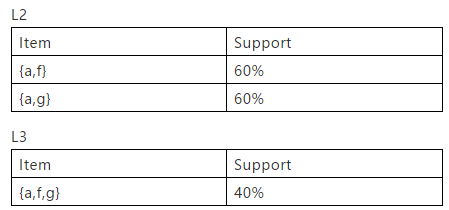 L2
Item Support
{a,f} 60%
{a,g} 60%
L3
Item Support
{a,f,g} 40%